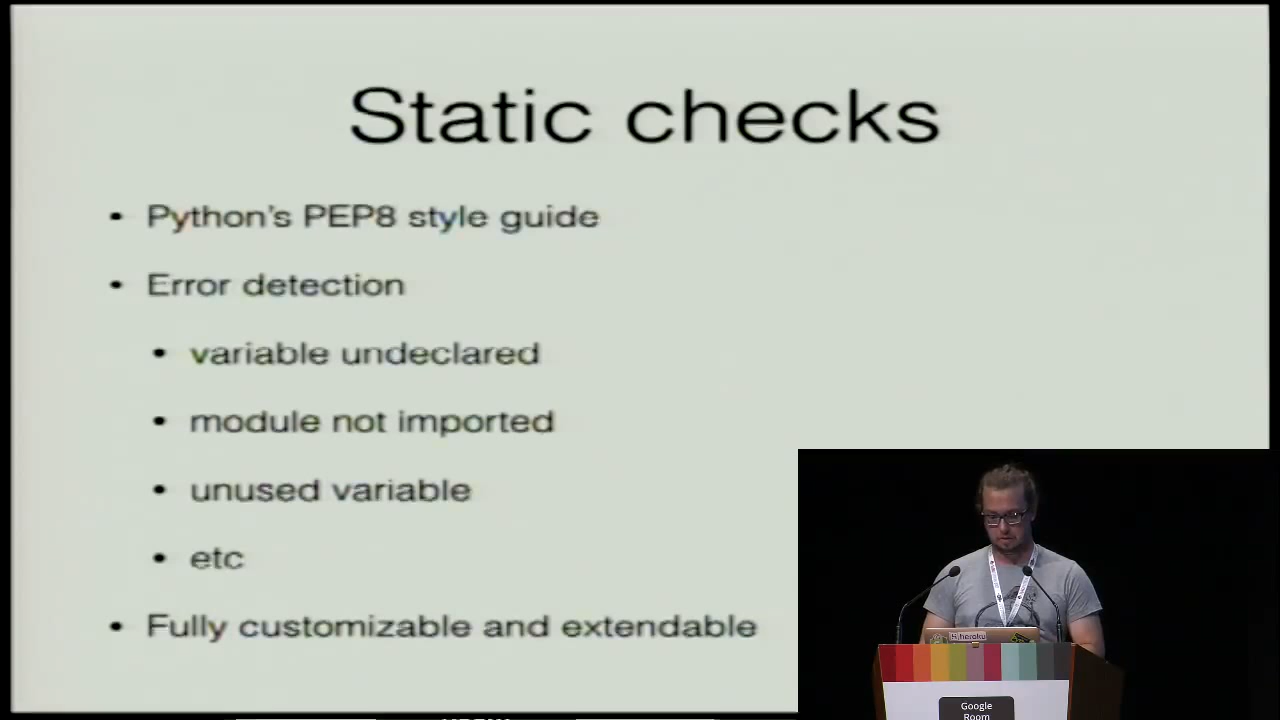 Static checks
• Python's PEP8 style guide
• Error detection
• variable undeclared
• module not imported
• unused variable
• etc
• Fully customizable and extendable
heroku
Google
Room